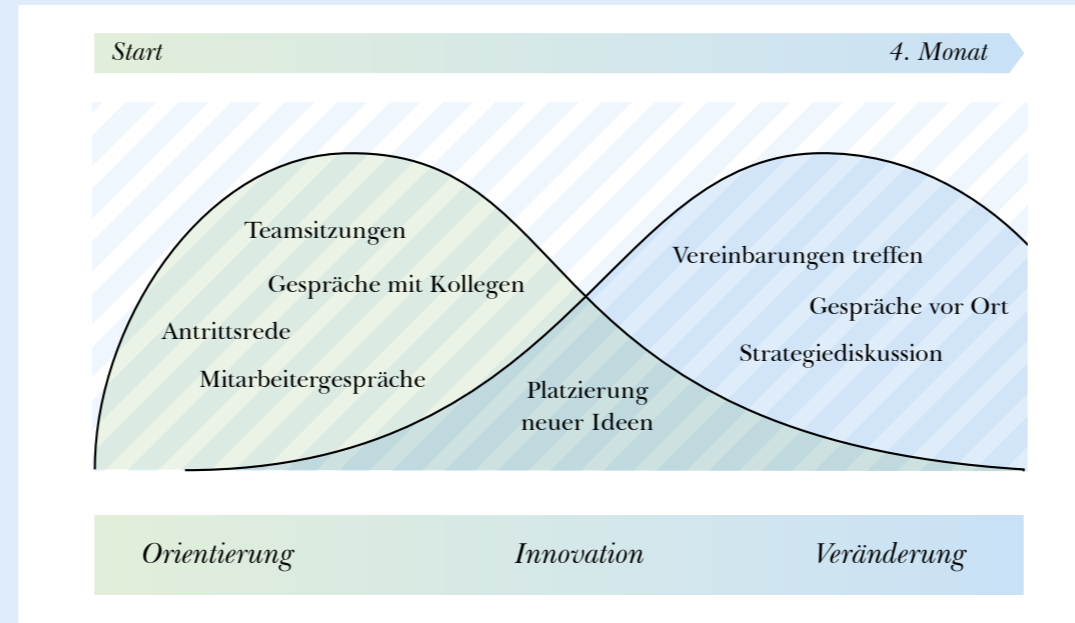 Start
4. Monat
Teamsitzungen
Gespräche mit Kollegen
Antrittsrede
Mitarbeitergespräche
Platzierung
neuer Ideen
Vereinbarungen treffen
Gespräche vor Ort
Strategiediskussion
Orientierung
Innovation
Veränderung